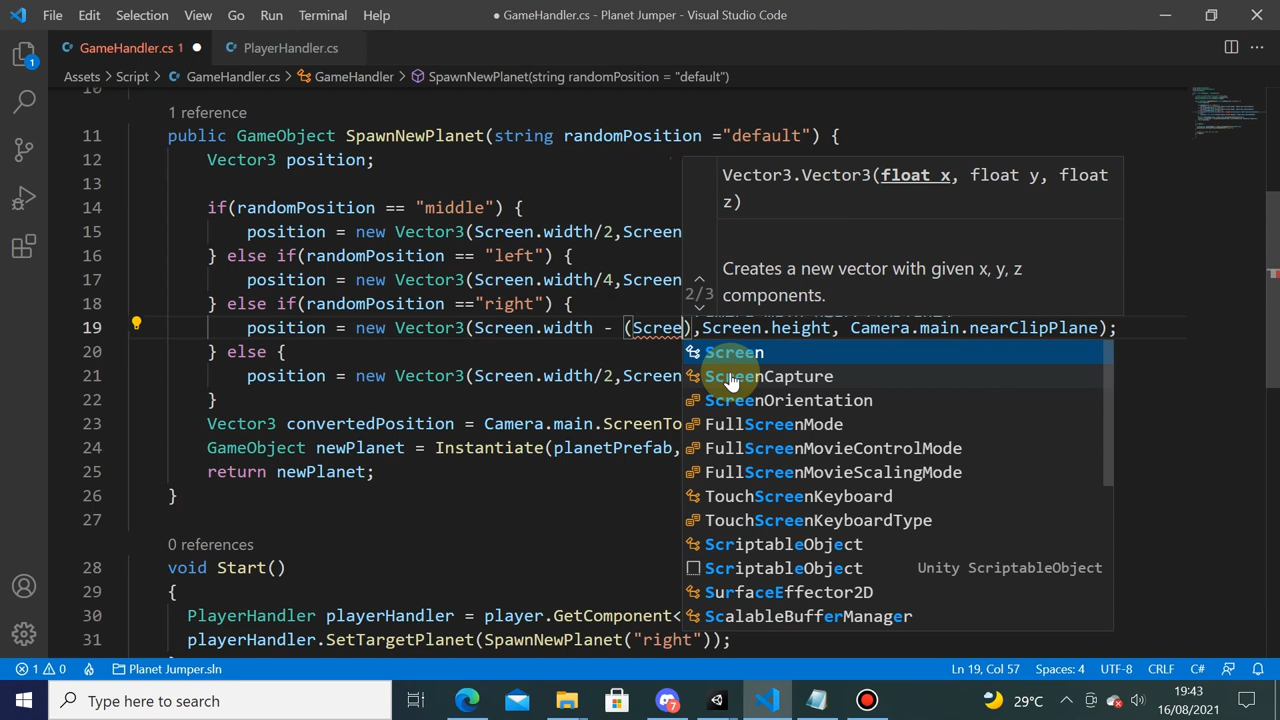 File Edit Selection View Go Run Terminal Help
● GameHandler.cs - Planet Jumper - Visual Studio Code
GameHandler.cs 1 ● PlayerHandler.cs
Assets > Script > GameHandler.cs > GameHandler > SpawnNewPlanet(string randomPosition = "default")
10
1 reference
11 public GameObject SpawnNewPlanet(string randomPosition ="default") {
12 Vector3 position;
13
14 if(randomPosition == "middle") {
15 position = new Vector3(Screen.width/2,Screen
16 } else if(randomPosition == "left") {
17 position = new Vector3(Screen.width/4,Screen
18 } else if(randomPosition =="right") {
19 position = new Vector3(Screen.width - (Scree),Screen.height, Camera.main.nearClipPlane);
20 } else {
21 position = new Vector3(Screen.width/2,Screen
22 }
23 Vector3 convertedPosition = Camera.main.ScreenTo
24 GameObject newPlanet = Instantiate(planetPrefab,
25 return newPlanet;
26 }
27
0 references
28 void Start()
29 {
30 PlayerHandler playerHandler = player.GetComponent<
31 playerHandler.SetTargetPlanet(SpawnNewPlanet("right"));
Vector3.Vector3(float x, float y, float
z)
2/3
Creates a new vector with given x, y, z
components.
Screen
ScreenCapture
ScreenOrientation
FullScreenMode
FullScreenMovieControlMode
FullScreenMovieScalingMode
TouchScreenKeyboard
TouchScreenKeyboardType
ScriptableObject
ScriptableObject Unity ScriptableObject
SurfaceEffector2D
ScalableBufferManager
1
1 0 Planet Jumper.sln Ln 19, Col 57 Spaces: 4 UTF-8 CRLF C#
Type here to search
7
29°C
19:43
16/08/2021